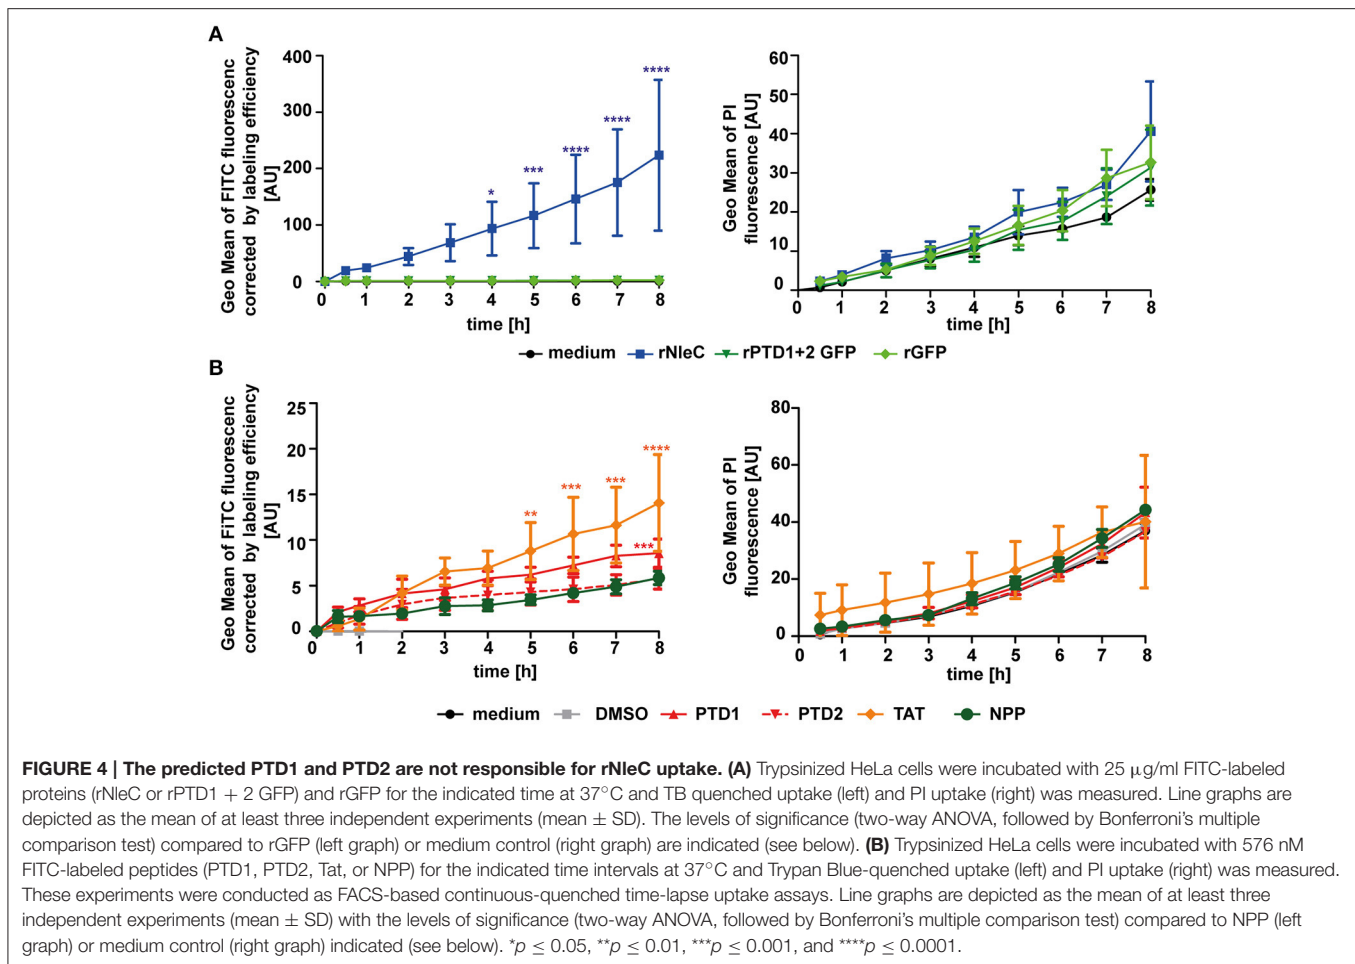 A
Geo Mean of FITC fluorescenc
corrected by labeling efficiency
[AU]
400
300
200
100
0
0 1 2 3 4 5 6 7 8
time [h]
* *** **** **** ****
Geo Mean of PI
fluorescence [AU]
60
50
40
30
20
10
0
0 1 2 3 4 5 6 7 8
time [h]
medium rNleC rPTD1+2 GFP rGFP
B
Geo Mean of FiTC fluorescenc
corrected by labeling efficiency
[AU]
25
20
15
10
5
0
0 1 2 3 4 5 6 7 8
time [h]
** *** *** ****
***
Geo Mean of PI
fluorescence [AU]
80
60
40
20
0
0 1 2 3 4 5 6 7 8
time [h]
medium DMSO PTD1 PTD2 TAT NPP
FIGURE 4 | The predicted PTD1 and PTD2 are not responsible for rNleC uptake. (A) Trypsinized HeLa cells were incubated with 25 μg/ml FITC-labeled
proteins (rNleC or rPTD1 + 2 GFP) and rGFP for the indicated time at 37°C and TB quenched uptake (left) and PI uptake (right) was measured. Line graphs are
depicted as the mean of at least three independent experiments (mean ± SD). The levels of significance (two-way ANOVA, followed by Bonferroni's multiple
comparison test) compared to rGFP (left graph) or medium control (right graph) are indicated (see below). (B) Trypsinized HeLa cells were incubated with 576 nM
FITC-labeled peptides (PTD1, PTD2, Tat, or NPP) for the indicated time intervals at 37°C and Trypan Blue-quenched uptake (left) and PI uptake (right) was measured.
These experiments were conducted as FACS-based continuous-quenched time-lapse uptake assays. Line graphs are depicted as the mean of at least three
independent experiments (mean ± SD) with the levels of significance (two-way ANOVA, followed by Bonferroni's multiple comparison test) compared to NPP (left
graph) or medium control (right graph) indicated (see below). *p ≤ 0.05, **p ≤ 0.01, ***p ≤ 0.001, and ****p ≤ 0.0001.